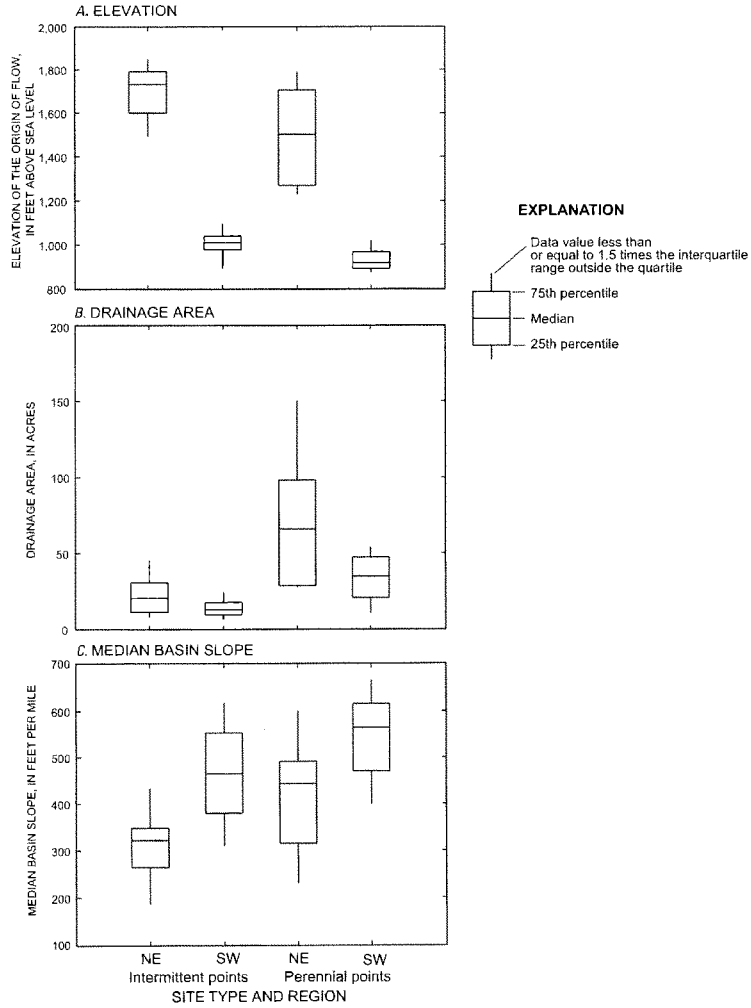 A. ELEVATION
ELEVATION OF THE ORIGIN OF FLOW,
IN FEET ABOVE SEA LEVEL
2,000
1,800
1,600
1,400
1,200
1,000
800
EXPLANATION
Data value less than
or equal to 1.5 times the interquartile
range outside the quartile
75th percentile
Median
25th percentile
B. DRAINAGE AREA
DRAINAGE AREA, IN ACRES
200
150
100
50
0
C. MEDIAN BASIN SLOPE
MEDIAN BASIN SLOPE, IN FEET PER MILE
700
600
500
400
300
200
100
NE SW NE SW
Intermittent points Perennial points
SITE TYPE AND REGION